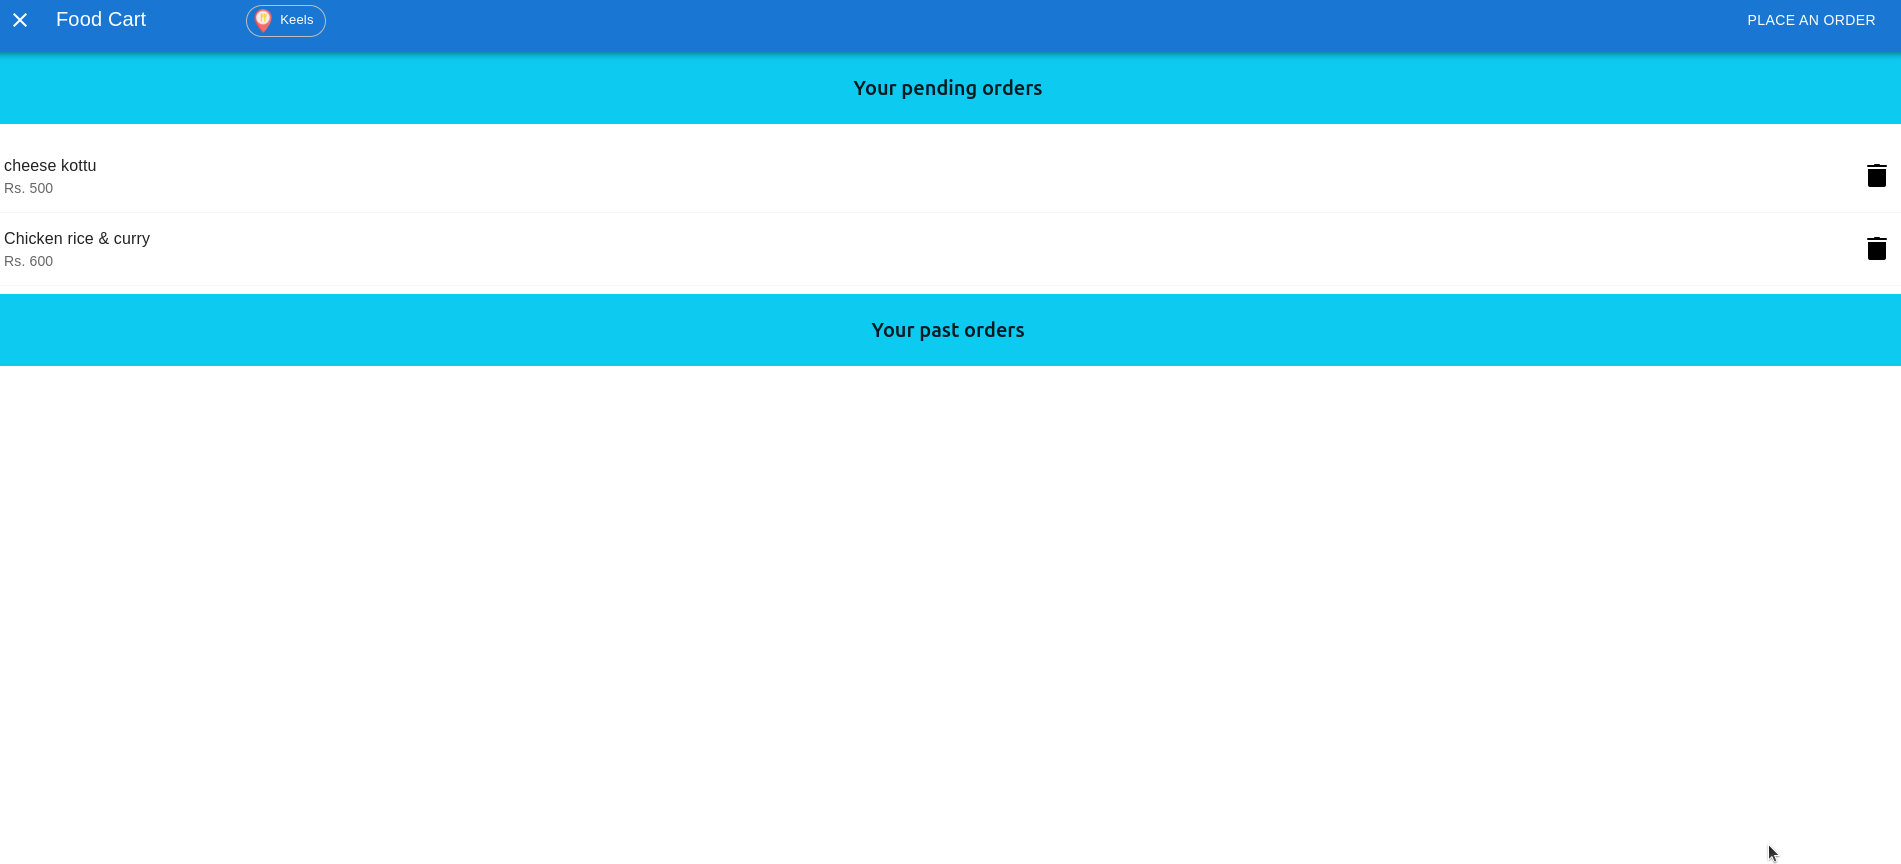 Food Cart
Keels
PLACE AN ORDER
Your pending orders
cheese kottu
Rs. 500
Chicken rice & curry
Rs. 600
Your past orders